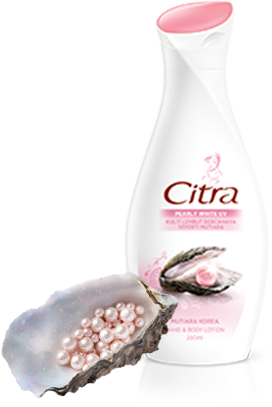 Citra
PEARLY WHITE UV
KULIT LEMBUT BERCAHAYA
SEPERTI MUTIARA
MUTIARA KOREA
HAND & BODY LOTION
250ml